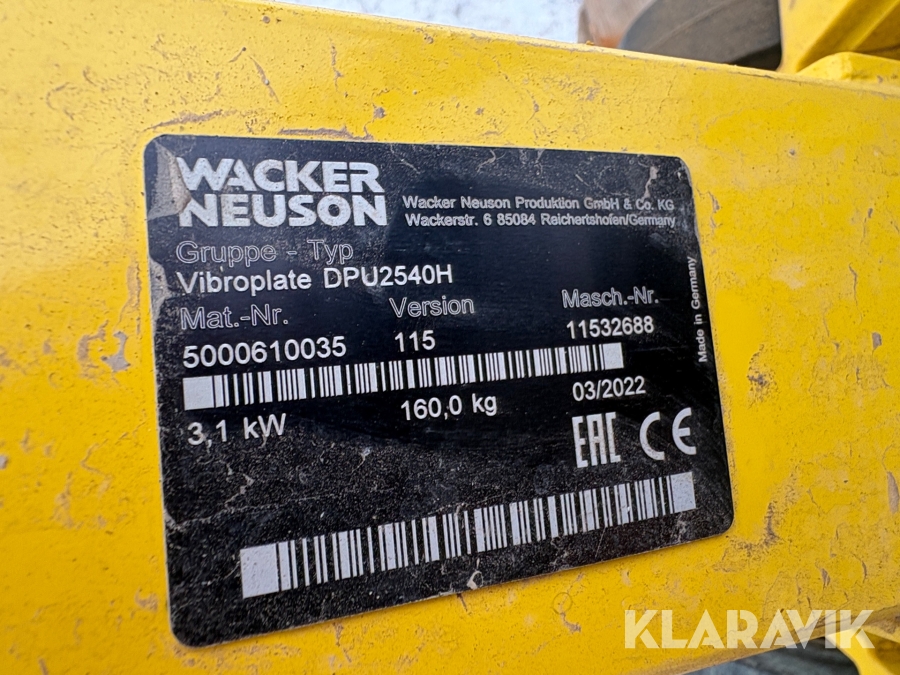 WACKER
NEUSON
Wacker Neuson Produktion GmbH & Co. KG
Wackerstr. 6 85084 Reichertshofen/Germany
Gruppe - Typ
Vibroplate DPU2540H
Mat.-Nr. Version Masch.-Nr.
5000610035 115 11532688
3,1 kW 160,0 kg 03/2022
EAC CE
Made in Germany
KLARAVIK